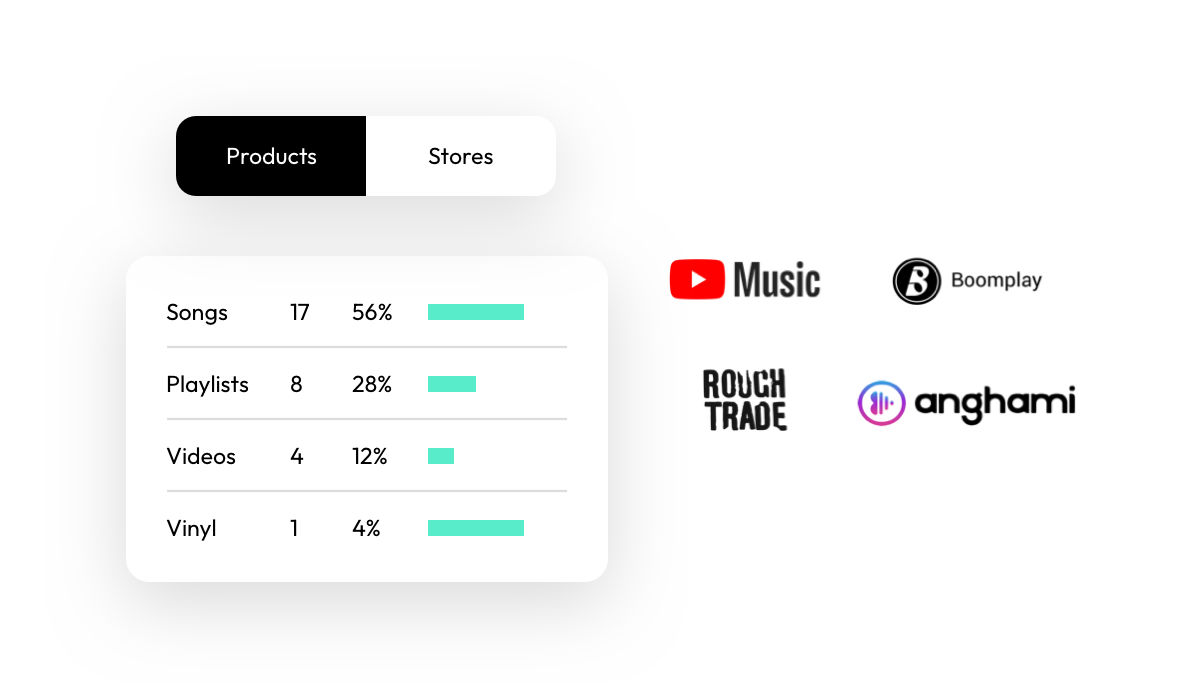 Products Stores
Songs 17 56%
Playlists 8 28%
Videos 4 12%
Vinyl 1 4%
Music
Boomplay
ROUGH
TRADE
anghami